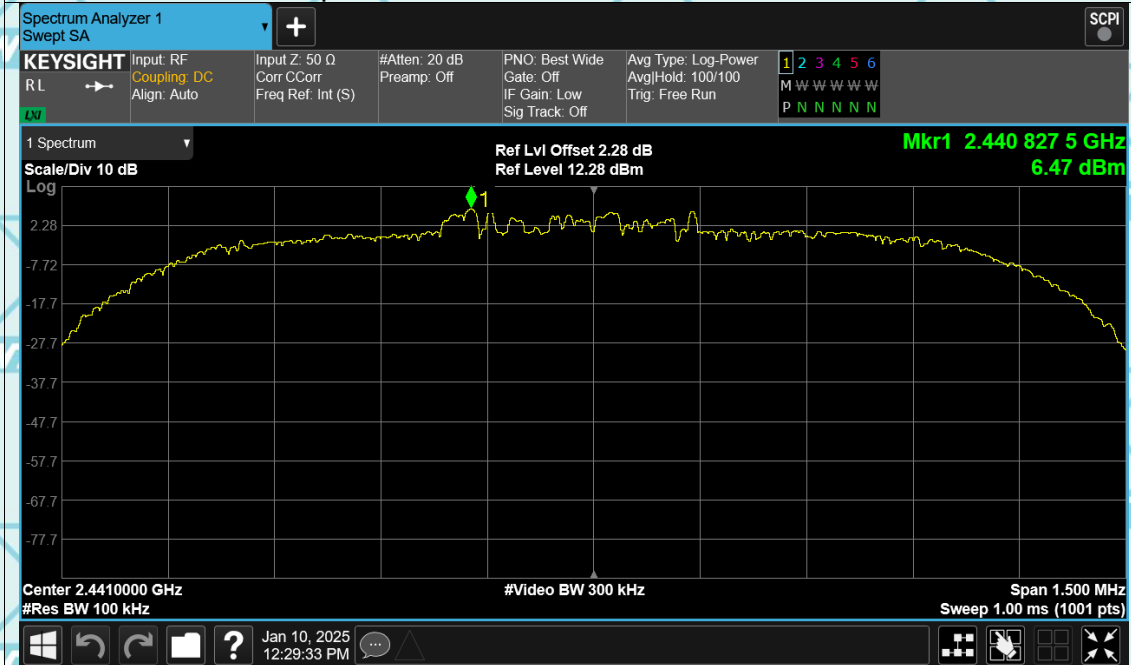 Spectrum Analyzer 1
Swept SA
SCPI
KEYSIGHT
R L
LXI
Input: RF
Coupling: DC
Align: Auto
Input Z: 50 Ω
Corr CCorr
Freq Ref: Int (S)
#Atten: 20 dB
Preamp: Off
PNO: Best Wide
Gate: Off
IF Gain: Low
Sig Track: Off
Avg Type: Log-Power
Avg|Hold: 100/100
Trig: Free Run
1 2 3 4 5 6
M W W W W W
P N N N N N
1 Spectrum
Scale/Div 10 dB
Ref Lvl Offset 2.28 dB
Ref Level 12.28 dBm
Mkr1 2.440 827 5 GHz
6.47 dBm
Log
1
2.28
-7.72
-17.7
-27.7
-37.7
-47.7
-57.7
-67.7
-77.7
Center 2.4410000 GHz
#Video BW 300 kHz
Span 1.500 MHz
#Res BW 100 kHz
Sweep 1.00 ms (1001 pts)
?
Jan 10, 2025
12:29:33 PM